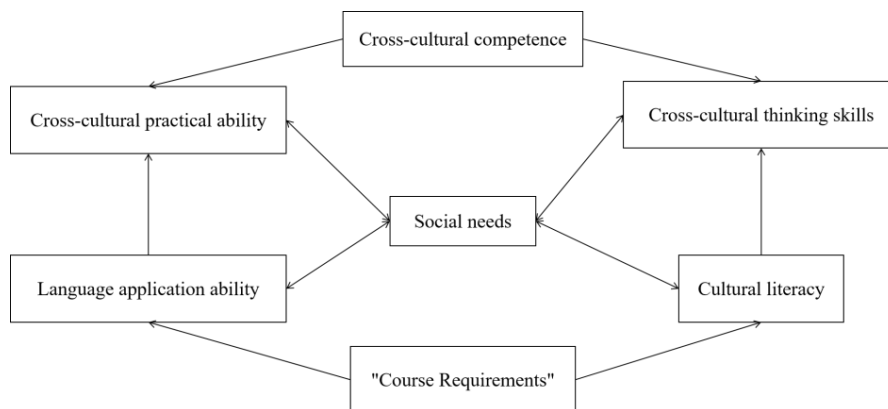 Cross-cultural competence
Cross-cultural practical ability
Cross-cultural thinking skills
Social needs
Language application ability
Cultural literacy
"Course Requirements"